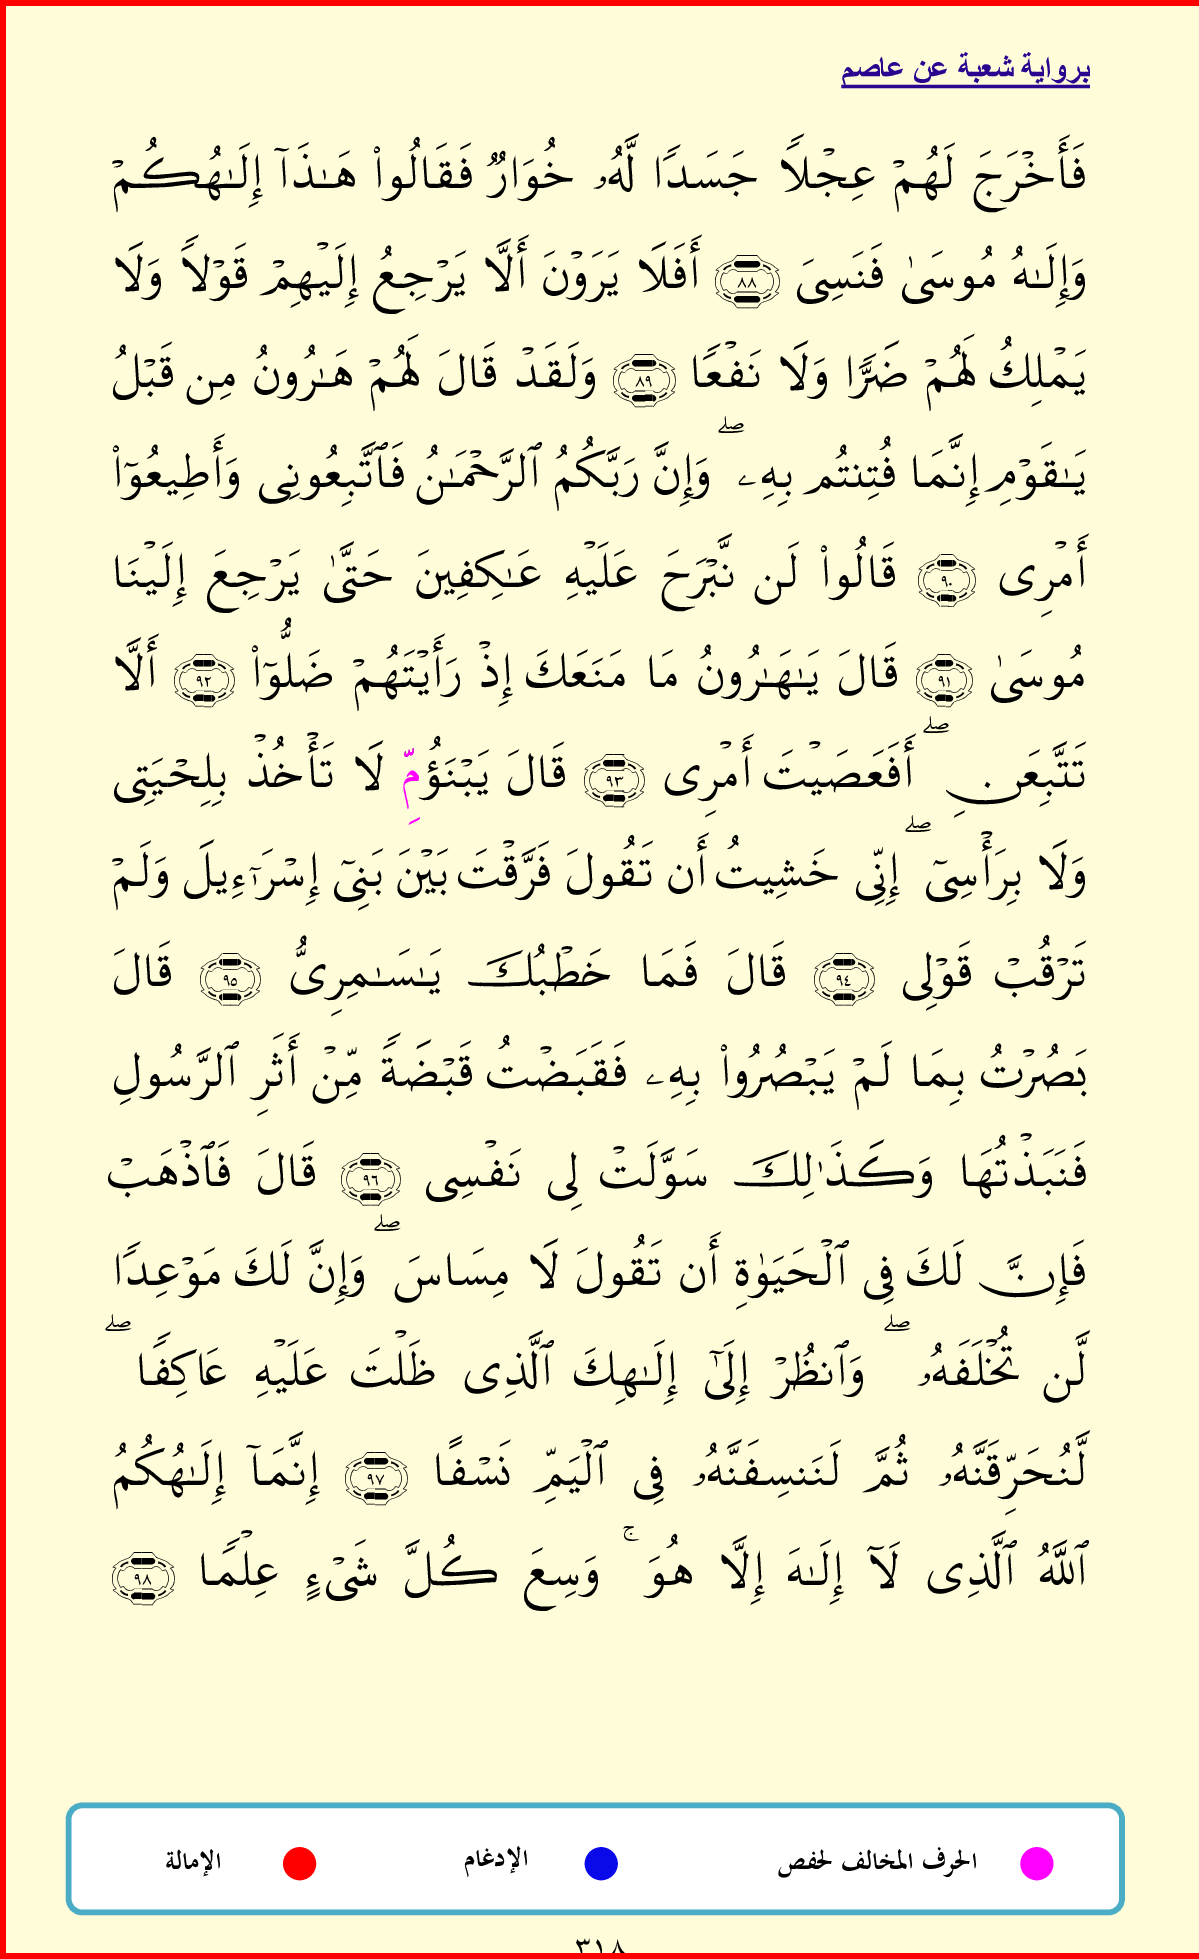 برواية شعبة عن عاصم
فَأَخۡرَجَ لَهُمۡ عِجۡلٗا جَسَدٗا لَّهُۥ خُوَارٞ فَقَالُواْ هَٰذَآ إِلَٰهُكُمۡ
وَإِلَٰهُ مُوسَىٰ فَنَسِيَ ٨٨ أَفَلَا يَرَوۡنَ أَلَّا يَرۡجِعُ إِلَيۡهِمۡ قَوۡلٗا وَلَا
يَمۡلِكُ لَهُمۡ ضَرّٗا وَلَا نَفۡعٗا ٨٩ وَلَقَدۡ قَالَ لَهُمۡ هَٰرُونُ مِن قَبۡلُ
يَٰقَوۡمِ إِنَّمَا فُتِنتُم بِهِۦۖ وَإِنَّ رَبَّكُمُ ٱلرَّحۡمَٰنُ فَٱتَّبِعُونِي وَأَطِيعُوٓاْ
أَمۡرِي ٩٠ قَالُواْ لَن نَّبۡرَحَ عَلَيۡهِ عَٰكِفِينَ حَتَّىٰ يَرۡجِعَ إِلَيۡنَا
مُوسَىٰ ٩١ قَالَ يَٰهَٰرُونُ مَا مَنَعَكَ إِذۡ رَأَيۡتَهُمۡ ضَلُّوٓاْ ٩٢ أَلَّا
تَتَّبِعَنِۖ أَفَعَصَيۡتَ أَمۡرِي ٩٣ قَالَ يَبۡنَؤُمِّ لَا تَأۡخُذۡ بِلِحۡيَتِي
وَلَا بِرَأۡسِيٓۖ إِنِّي خَشِيتُ أَن تَقُولَ فَرَّقۡتَ بَيۡنَ بَنِيٓ إِسۡرَٰٓءِيلَ وَلَمۡ
تَرۡقُبۡ قَوۡلِي ٩٤ قَالَ فَمَا خَطۡبُكَ يَٰسَٰمِرِيُّ ٩٥ قَالَ
بَصُرۡتُ بِمَا لَمۡ يَبۡصُرُواْ بِهِۦ فَقَبَضۡتُ قَبۡضَةٗ مِّنۡ أَثَرِ ٱلرَّسُولِ
فَنَبَذۡتُهَا وَكَذَٰلِكَ سَوَّلَتۡ لِي نَفۡسِي ٩٦ قَالَ فَٱذۡهَبۡ
فَإِنَّ لَكَ فِي ٱلۡحَيَوٰةِ أَن تَقُولَ لَا مِسَاسَۖ وَإِنَّ لَكَ مَوۡعِدٗا
لَّن تُخۡلَفَهُۥۖ وَٱنظُرۡ إِلَىٰٓ إِلَٰهِكَ ٱلَّذِي ظَلۡتَ عَلَيۡهِ عَاكِفٗاۖ
لَّنُحَرِّقَنَّهُۥ ثُمَّ لَنَنسِفَنَّهُۥ فِي ٱلۡيَمِّ نَسۡفًا ٩٧ إِنَّمَآ إِلَٰهُكُمُ
ٱللَّهُ ٱلَّذِي لَآ إِلَٰهَ إِلَّا هُوَۚ وَسِعَ كُلَّ شَيۡءٍ عِلۡمٗا ٩٨
الحرف المخالف لحفص الإدغام الإمالة
٣١٨